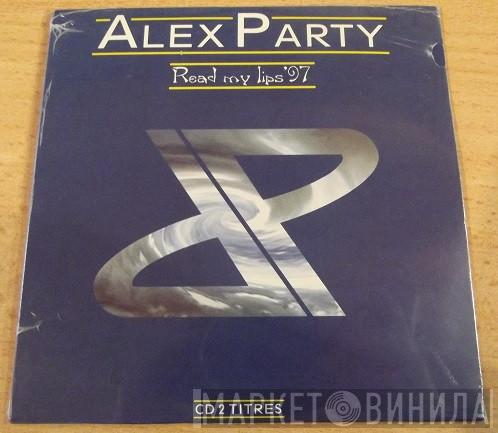 ALEX PARTY
Read my lips '97
CD 2 TITRES
МАРКЕТ ВИНИЛА